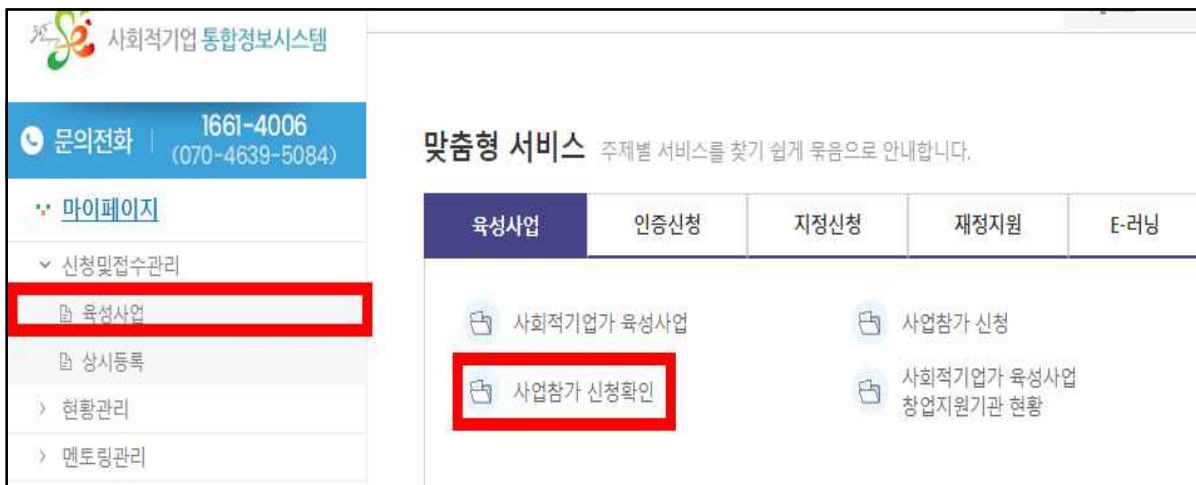 사회적기업 통합정보시스템
문의전화 1661-4006
(070-4639-5084)
마이페이지
신청및접수관리
육성사업
상시등록
현황관리
멘토링관리
맞춤형 서비스 주제별 서비스를 찾기 쉽게 묶음으로 안내합니다.
육성사업 인증신청 지정신청 재정지원 E-러닝
사회적기업가 육성사업 사업참가 신청
사업참가 신청확인 사회적기업가 육성사업
창업지원기관 현황